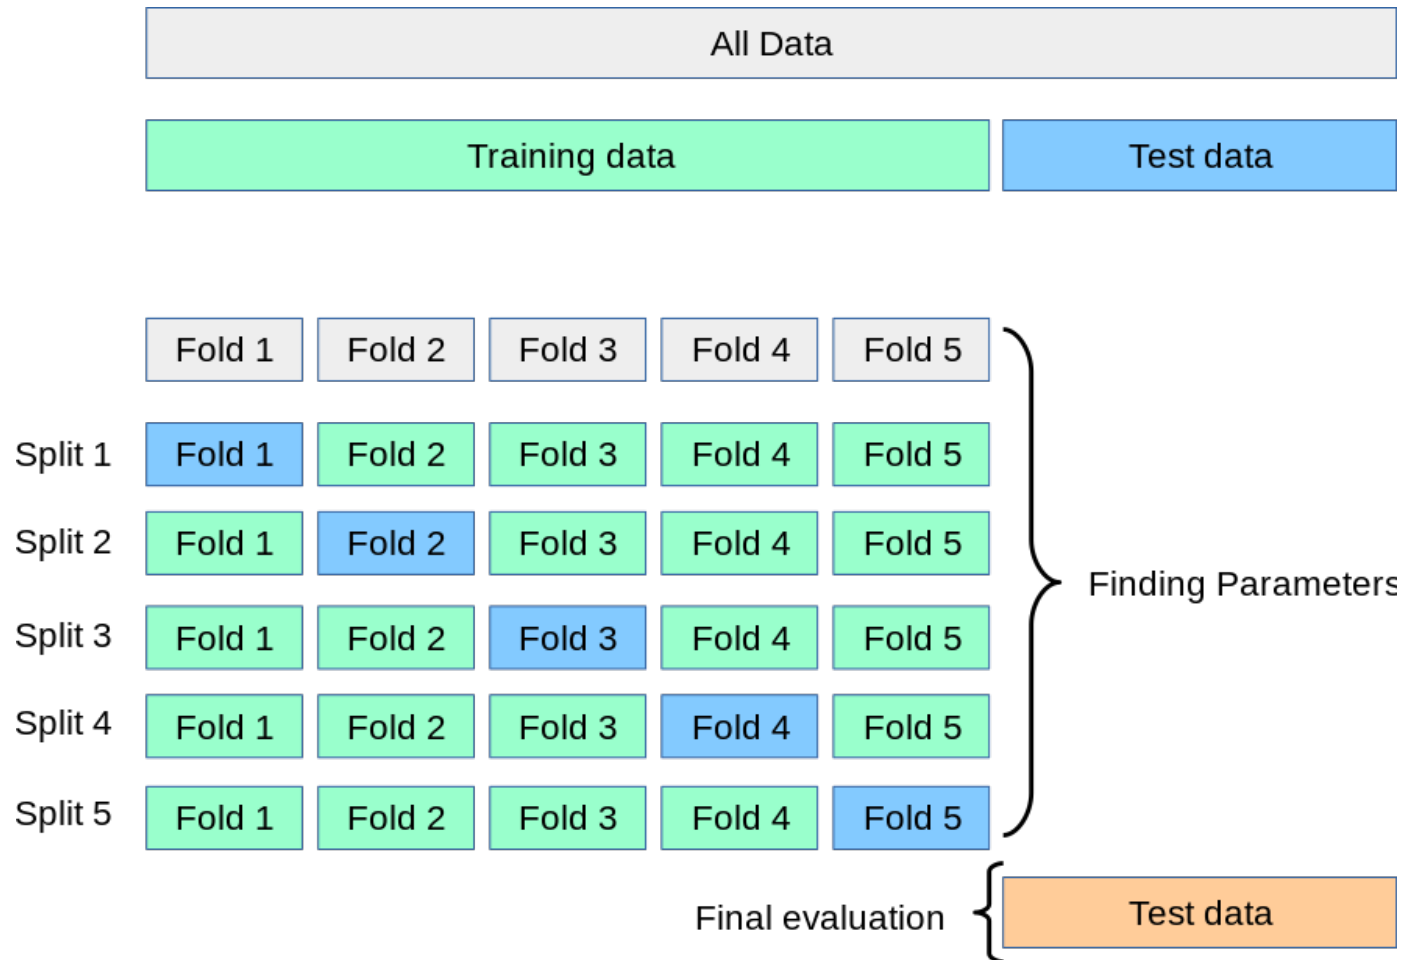 All Data
Training data Test data
Fold 1 Fold 2 Fold 3 Fold 4 Fold 5
Split 1 Fold 1 Fold 2 Fold 3 Fold 4 Fold 5
Split 2 Fold 1 Fold 2 Fold 3 Fold 4 Fold 5
Finding Parameters
Split 3 Fold 1 Fold 2 Fold 3 Fold 4 Fold 5
Split 4 Fold 1 Fold 2 Fold 3 Fold 4 Fold 5
Split 5 Fold 1 Fold 2 Fold 3 Fold 4 Fold 5
Final evaluation Test data